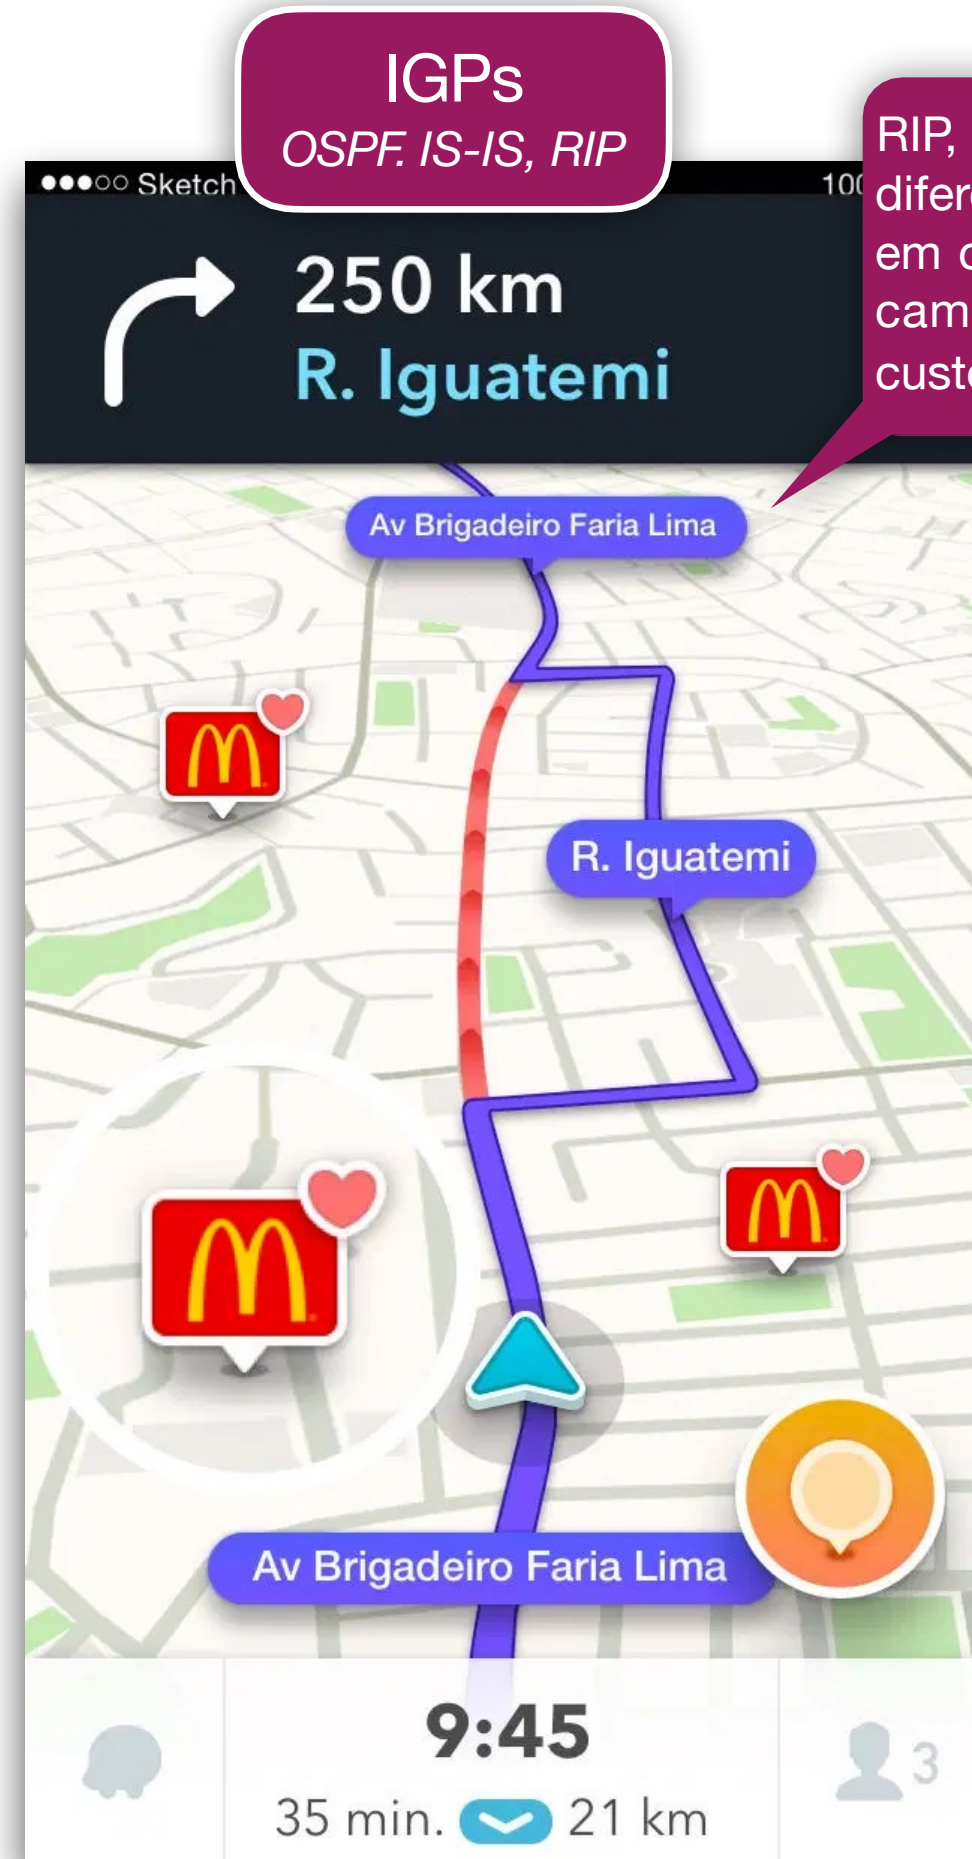 IGPs
OSPF. IS-IS, RIP
Sketch
RIP,
250 km
R. Iguatemi
Av Brigadeiro Faria Lima
R. Iguatemi
Av Brigadeiro Faria Lima
9:45
3
35 min. 21 km